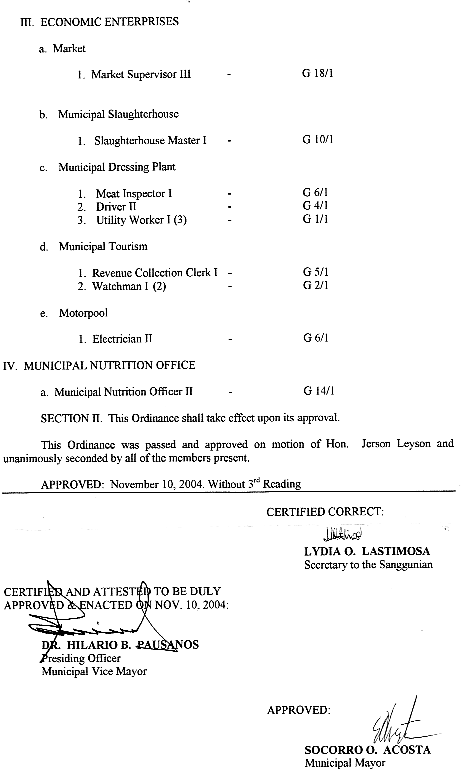 III. ECONOMIC ENTERPRISES
a. Market
1. Market Supervisor III - G 18/1
b. Municipal Slaughterhouse
1. Slaughterhouse Master I - G 10/1
c. Municipal Dressing Plant
1. Meat Inspector I - G 6/1
2. Driver II - G 4/1
3. Utility Worker I (3) - G 1/1
d. Municipal Tourism
1. Revenue Collection Clerk I - G 5/1
2. Watchman I (2) - G 2/1
e. Motorpool
1. Electrician II - G 6/1
IV. MUNICIPAL NUTRITION OFFICE
a. Municipal Nutrition Officer II - G 14/1
SECTION II. This Ordinance shall take effect upon its approval.
This Ordinance was passed and approved on motion of Hon. Jerson Leyson and
unanimously seconded by all of the members present.
APPROVED: November 10, 2004. Without 3rd Reading
CERTIFIED CORRECT:
LYDIA O. LASTIMOSA
Secretary to the Sanggunian
CERTIFIED AND ATTESTED TO BE DULY
APPROVED & ENACTED ON NOV. 10, 2004:
DR. HILARIO B. PAUSANOS
Presiding Officer
Municipal Vice Mayor
APPROVED:
SOCORRO O. ACOSTA
Municipal Mayor